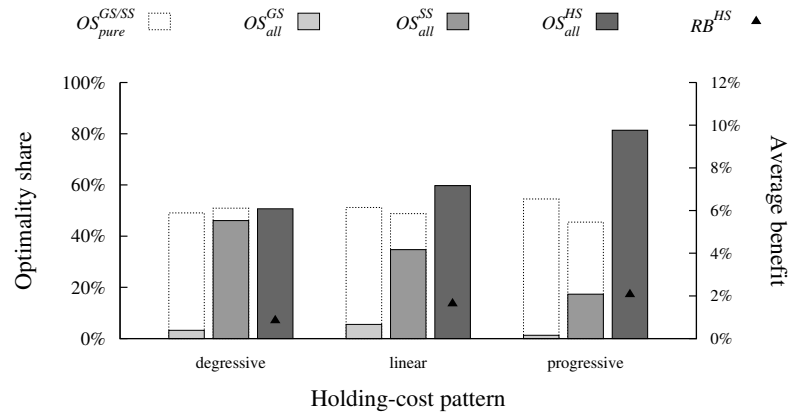 OS_pure^GS/SS OS_all^GS OS_all^SS OS_all^HS RB^HS
100% 12%
10%
80%
8%
60%
6%
40%
4%
20%
2%
0% 0%
Optimality share
Average benefit
degressive linear progressive
Holding-cost pattern